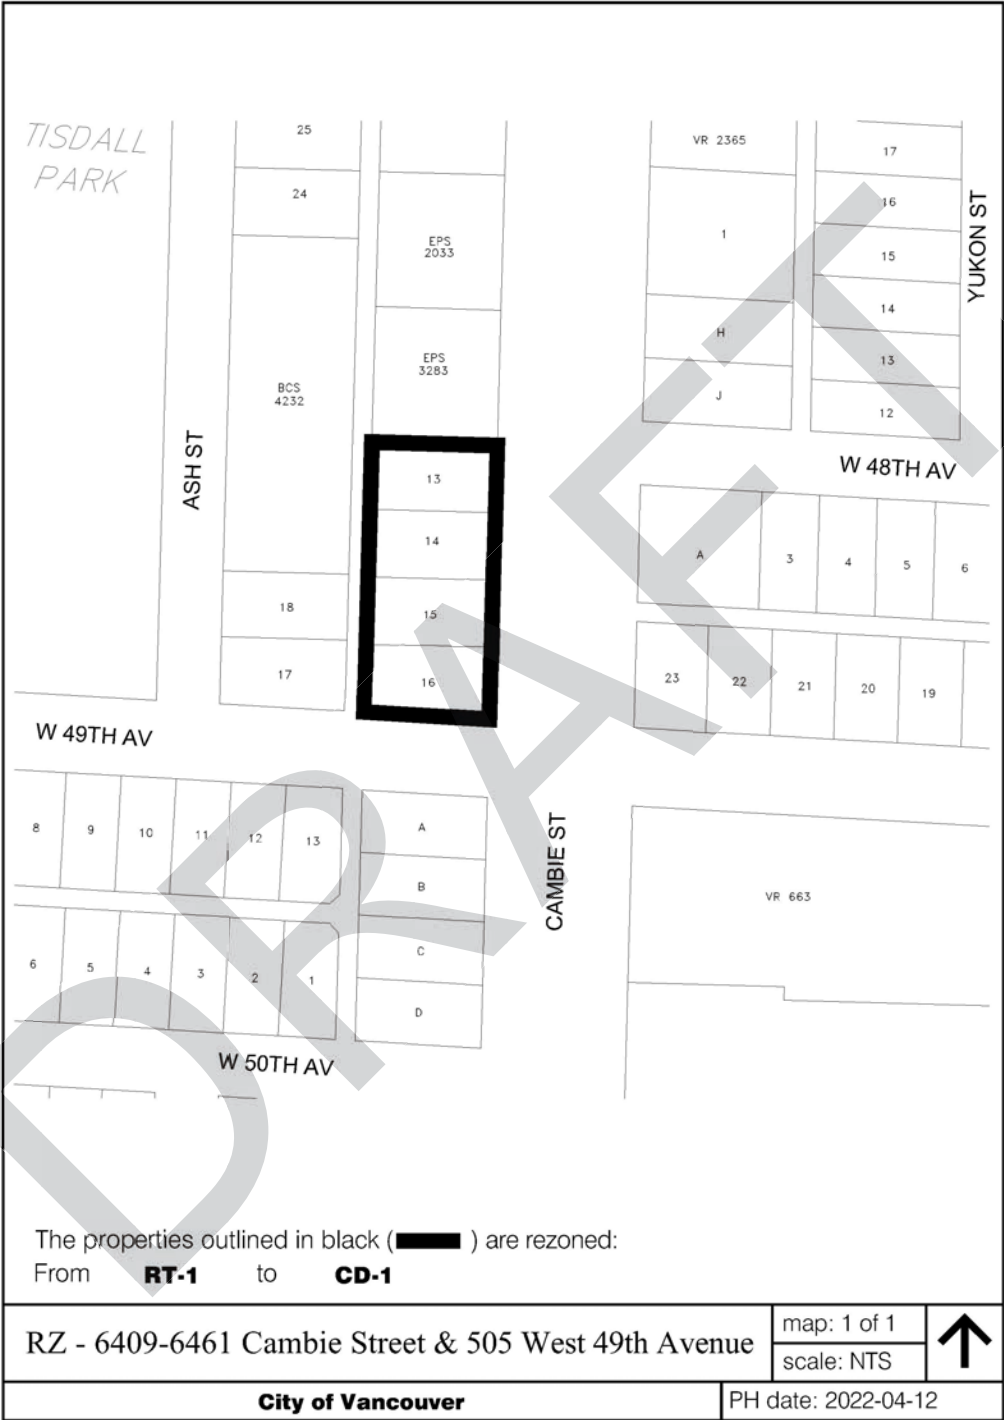 TISDALL
PARK
25
24
EPS
2033
EPS
3283
BCS
4232
ASH ST
13
14
15
16
18
17
VR 2365
1
H
J
17
16
15
14
13
12
YUKON ST
W 48TH AV
A
3
4
5
6
23
22
21
20
19
W 49TH AV
8
9
10
11
12
13
A
B
C
D
CAMBIE ST
VR 663
6
5
4
3
2
1
W 50TH AV
DRAFT
The properties outlined in black ( ) are rezoned:
From RT-1 to CD-1
RZ - 6409-6461 Cambie Street & 505 West 49th Avenue
map: 1 of 1
scale: NTS
City of Vancouver
PH date: 2022-04-12